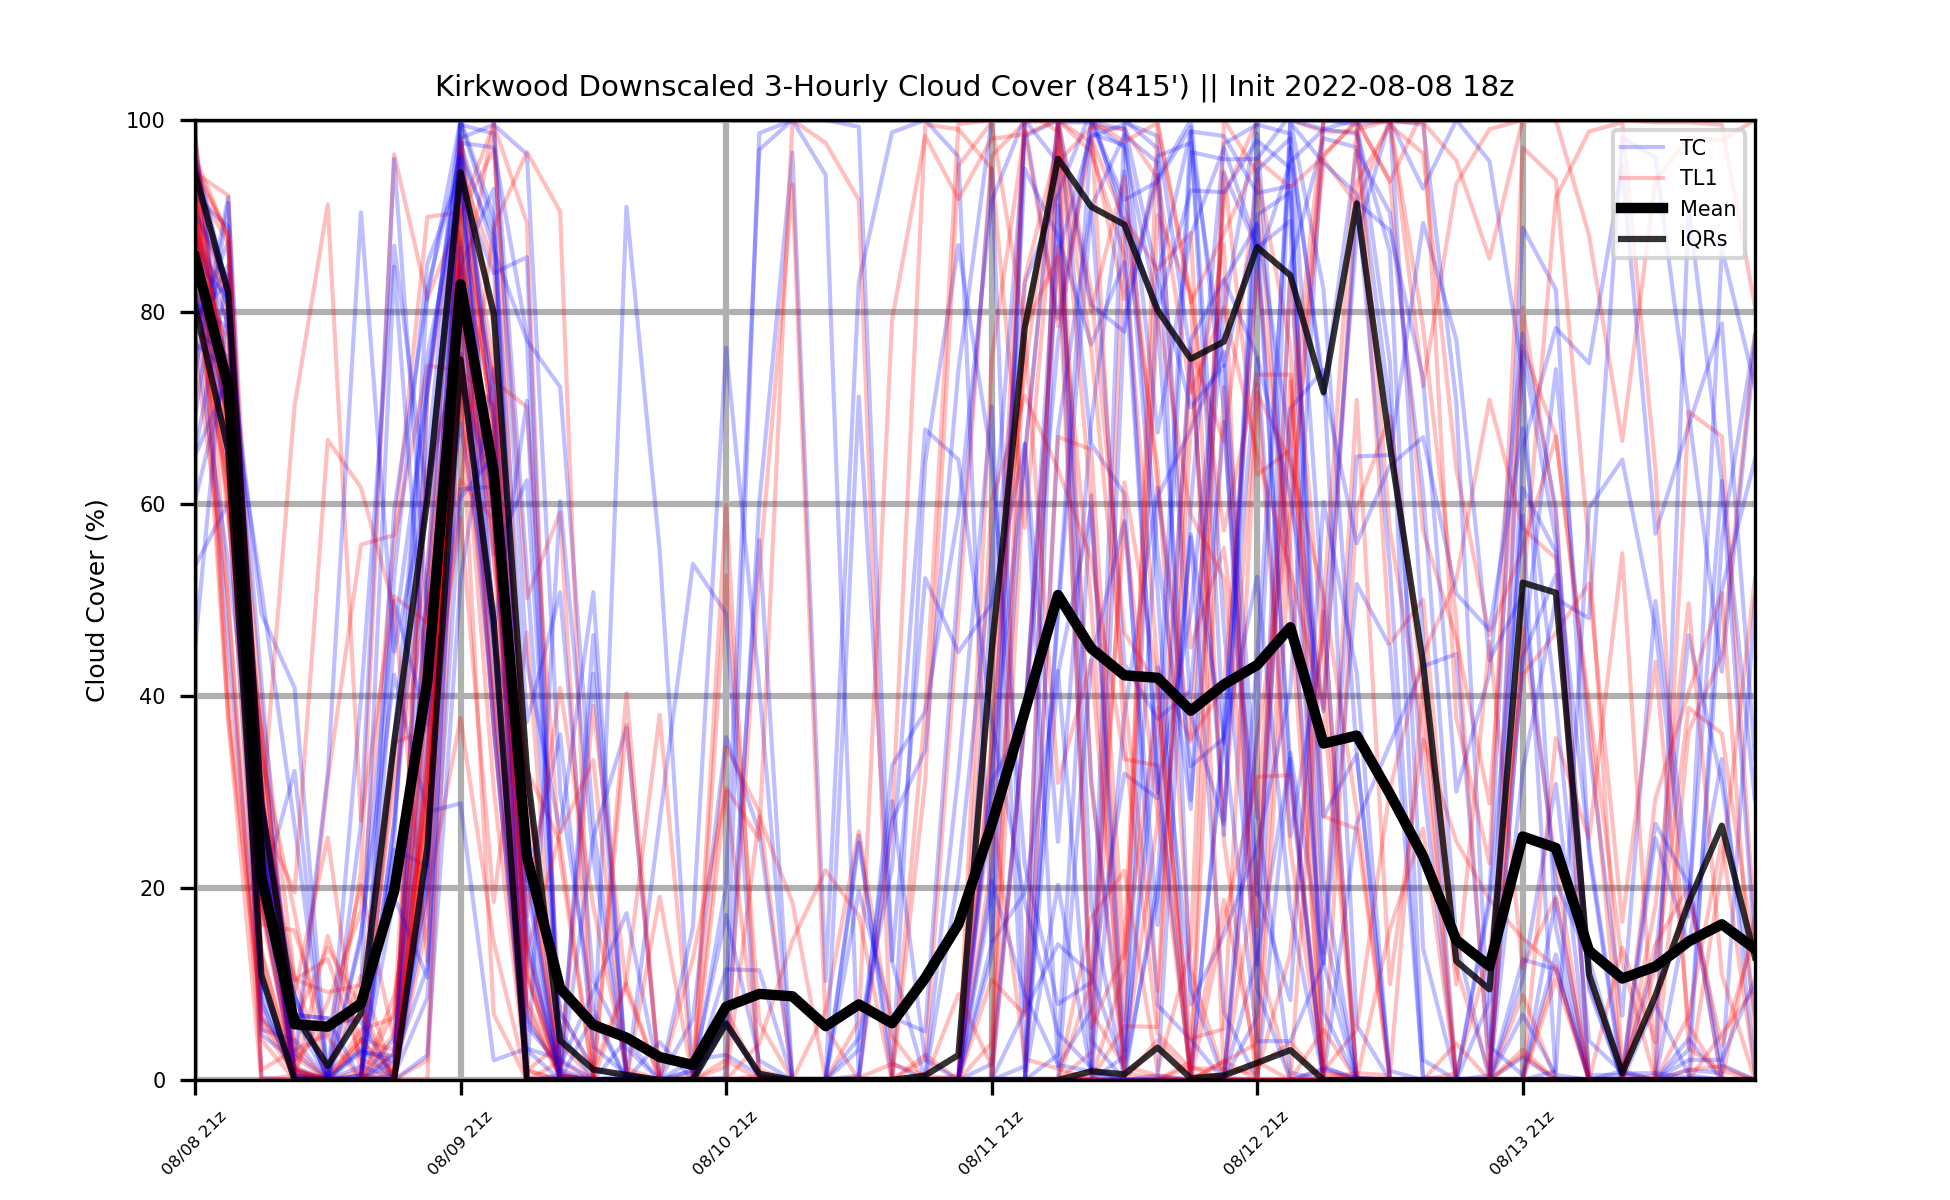 Kirkwood Downscaled 3-Hourly Cloud Cover (8415') || Init 2022-08-08 18z
Cloud Cover (%)
100
80
60
40
20
0
TC
TL1
Mean
IQRs
08/08 21z
08/09 21z
08/10 21z
08/11 21z
08/12 21z
08/13 21z